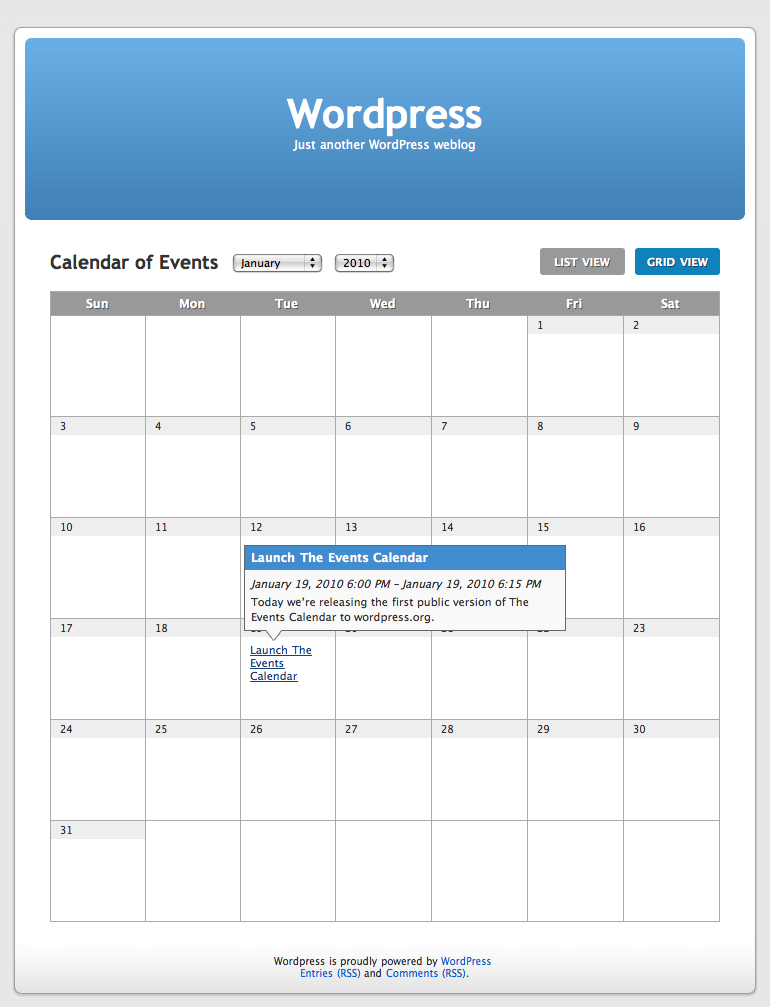 Wordpress
Just another WordPress weblog
Calendar of Events January 2010 LIST VIEW GRID VIEW
Sun Mon Tue Wed Thu Fri Sat
1 2
3 4 5 6 7 8 9
10 11 12 13 14 15 16
Launch The Events Calendar
January 19, 2010 6:00 PM – January 19, 2010 6:15 PM
Today we're releasing the first public version of The
Events Calendar to wordpress.org.
17 18 23
Launch The
Events
Calendar
24 25 26 27 28 29 30
31
Wordpress is proudly powered by WordPress
Entries (RSS) and Comments (RSS).